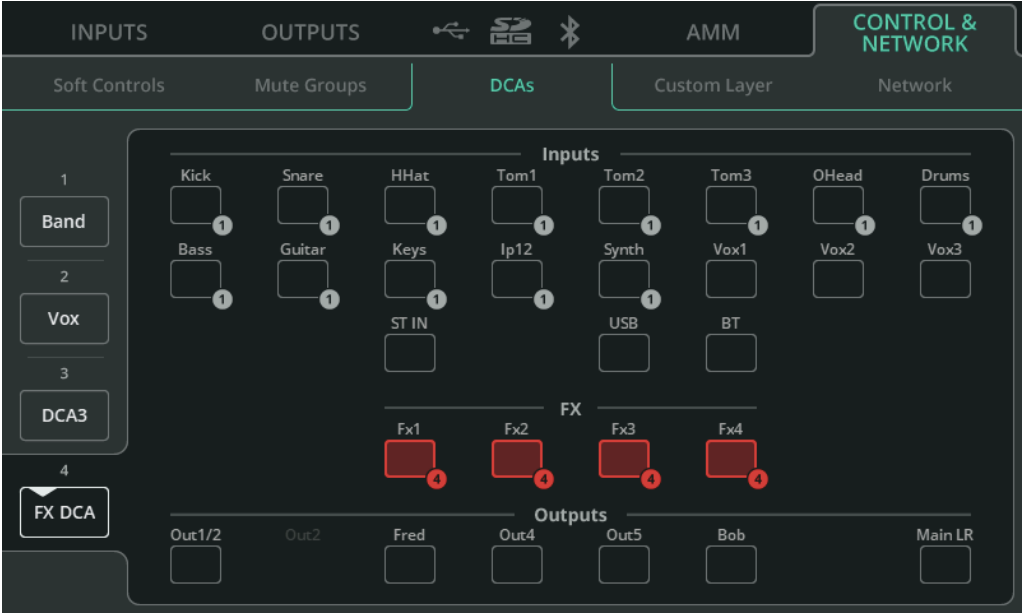 INPUTS OUTPUTS SD HC AMM CONTROL & NETWORK
Soft Controls Mute Groups DCAs Custom Layer Network
1
Band
2
Vox
3
DCA3
4
FX DCA
Inputs
Kick Snare HHat Tom1 Tom2 Tom3 OHead Drums
1 1 1 1 1 1 1 1
Bass Guitar Keys Ip12 Synth Vox1 Vox2 Vox3
1 1 1 1 1
ST IN USB BT
FX
Fx1 Fx2 Fx3 Fx4
4 4 4 4
Outputs
Out1/2 Out2 Fred Out4 Out5 Bob Main LR